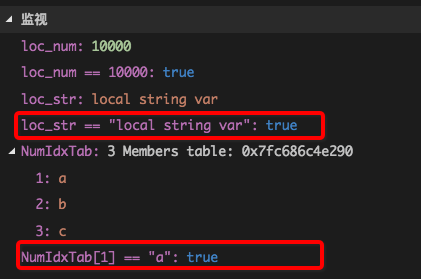 监视
loc_num: 10000
loc_num == 10000: true
loc_str: local string var
loc_str == "local string var": true
NumIdxTab: 3 Members table: 0x7fc686c4e290
1: a
2: b
3: c
NumIdxTab[1] == "a": true